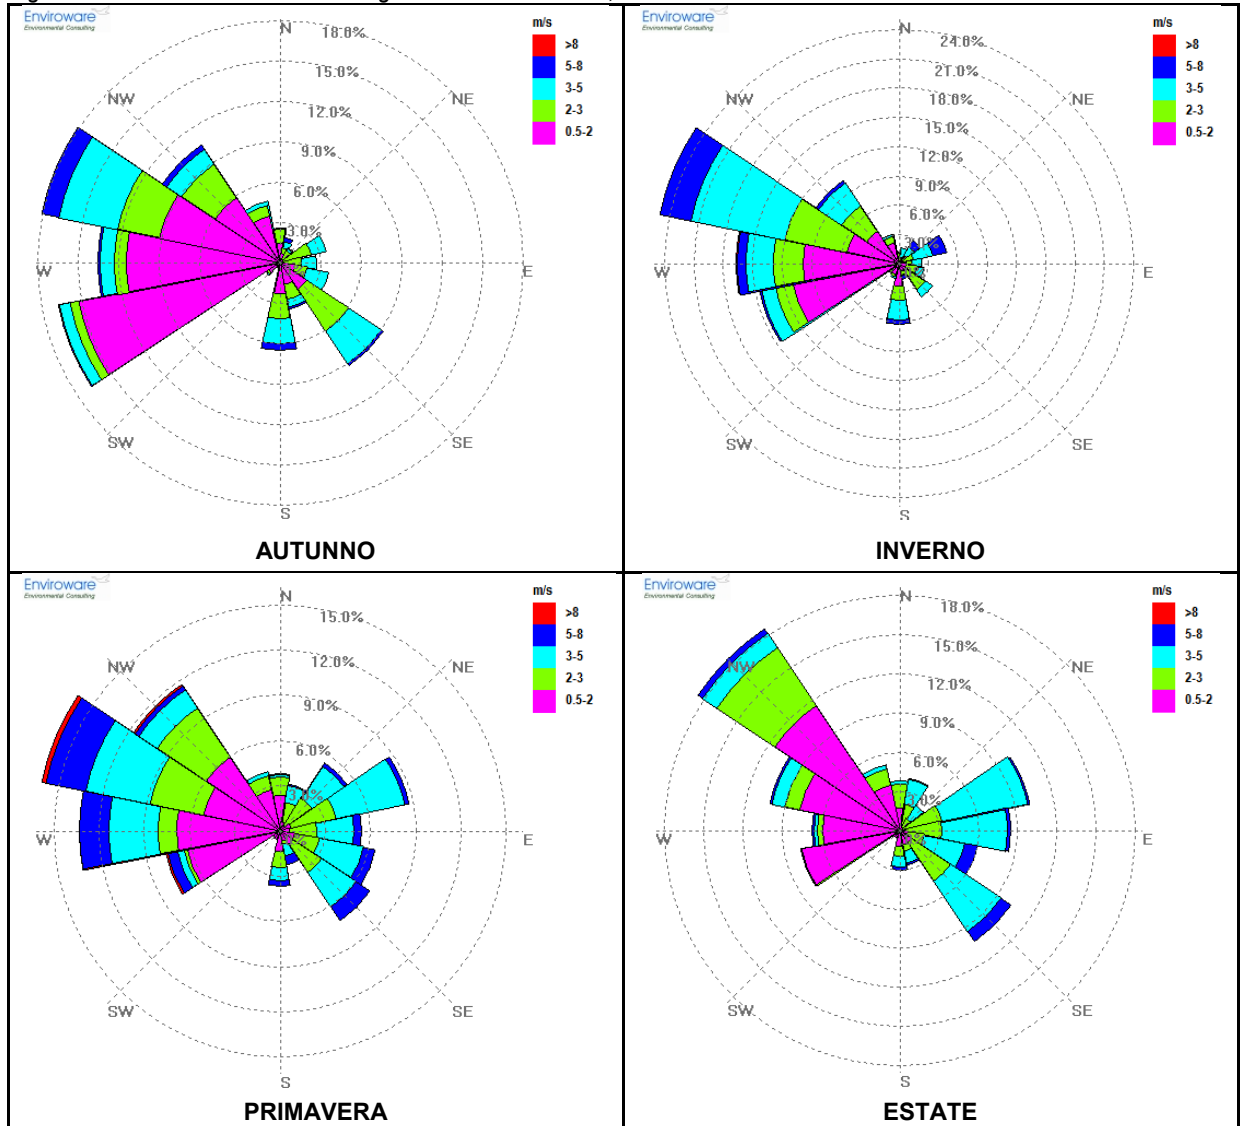 Enviroware
Environmental Consulting
m/s
>8
5-8
3-5
2-3
0.5-2
N
NE
E
SE
S
SW
W
NW
18.0%
15.0%
12.0%
9.0%
6.0%
3.0%
AUTUNNO
Enviroware
Environmental Consulting
m/s
>8
5-8
3-5
2-3
0.5-2
N
NE
E
SE
S
SW
W
NW
24.0%
21.0%
18.0%
15.0%
12.0%
9.0%
6.0%
3.0%
INVERNO
Enviroware
Environmental Consulting
m/s
>8
5-8
3-5
2-3
0.5-2
N
NE
E
SE
S
SW
W
NW
15.0%
12.0%
9.0%
6.0%
3.0%
PRIMAVERA
Enviroware
Environmental Consulting
m/s
>8
5-8
3-5
2-3
0.5-2
N
NE
E
SE
S
SW
W
NW
18.0%
15.0%
12.0%
9.0%
6.0%
3.0%
ESTATE